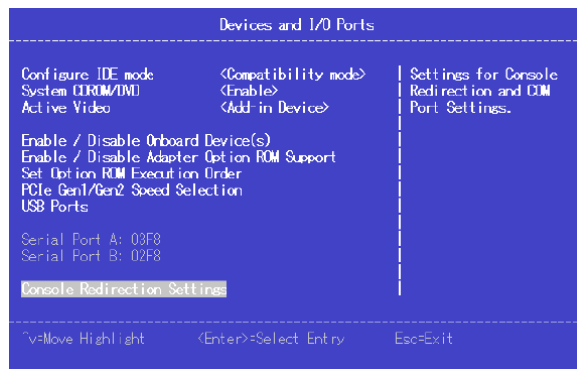 Devices and I/O Ports
Configure IDE mode <Compatibility mode>
System CDROM/DVD <Enable>
Active Video <Add-in Device>
Settings for Console
Redirection and COM
Port Settings.
Enable / Disable Onboard Device(s)
Enable / Disable Adapter Option ROM Support
Set Option ROM Execution Order
PCIe Gen1/Gen2 Speed Selection
USB Ports
Serial Port A: 03F8
Serial Port B: 02F8
Console Redirection Settings
^v=Move Highlight <Enter>=Select Entry Esc=Exit